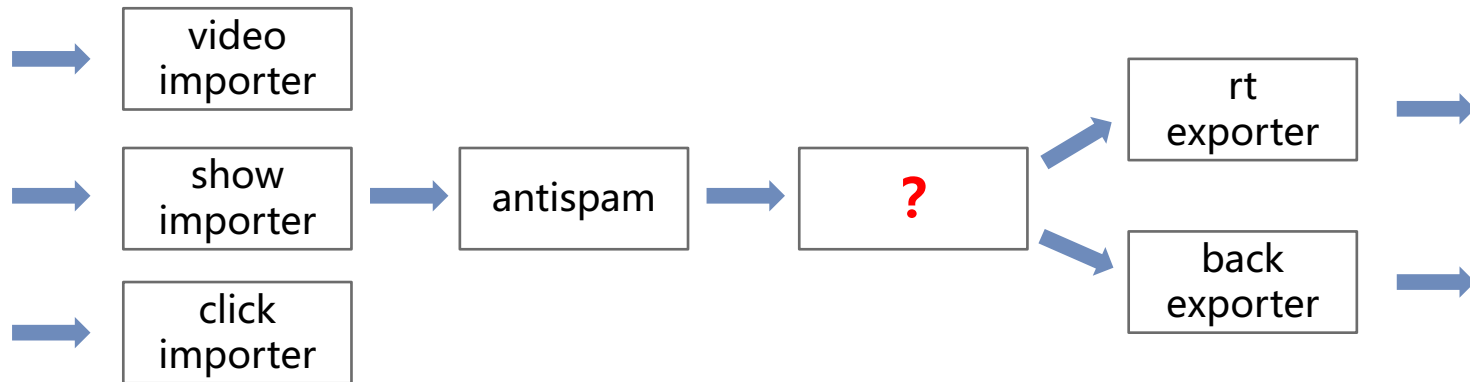 video
importer
show
importer
click
importer
antispam
?
rt
exporter
back
exporter